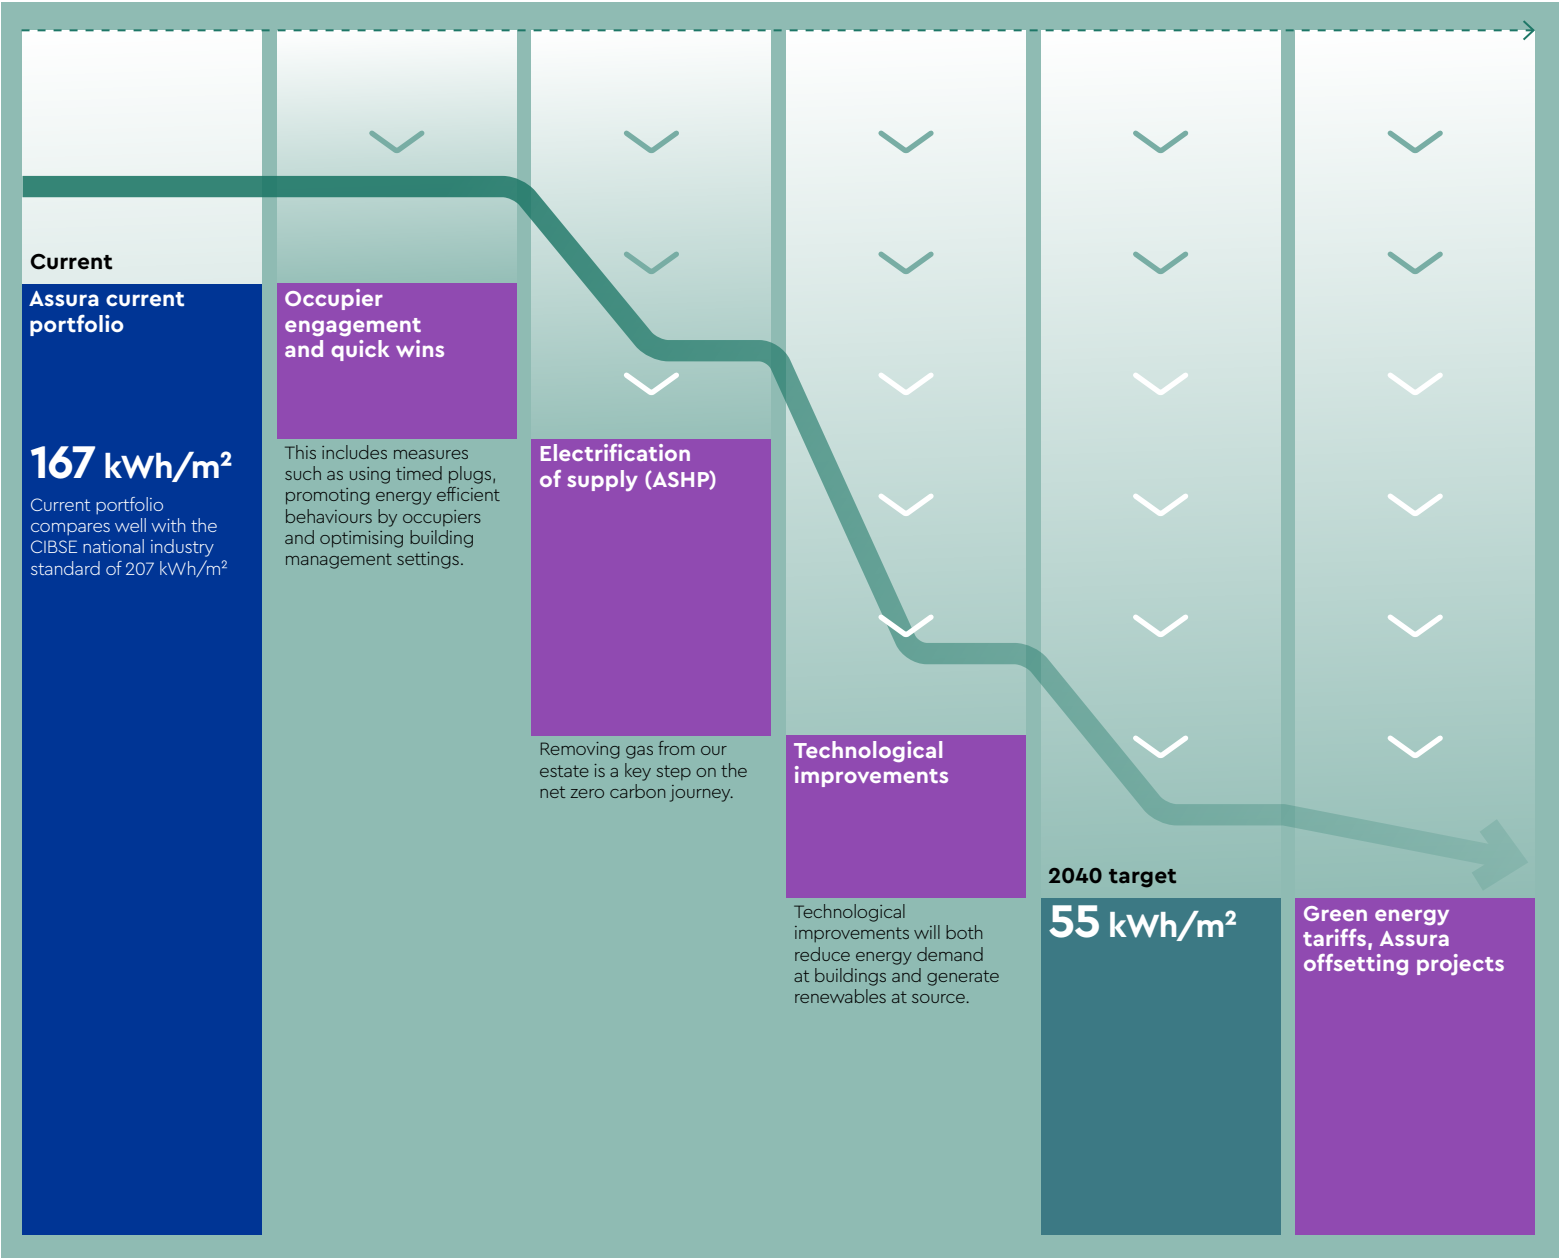 Current
Assura current
portfolio
167 kWh/m²
Current portfolio
compares well with the
CIBSE national industry
standard of 207 kWh/m²
Occupier
engagement
and quick wins
This includes measures
such as using timed plugs,
promoting energy efficient
behaviours by occupiers
and optimising building
management settings.
Electrification
of supply (ASHP)
Removing gas from our
estate is a key step on the
net zero carbon journey.
Technological
improvements
Technological
improvements will both
reduce energy demand
at buildings and generate
renewables at source.
2040 target
55 kWh/m²
Green energy
tariffs, Assura
offsetting projects